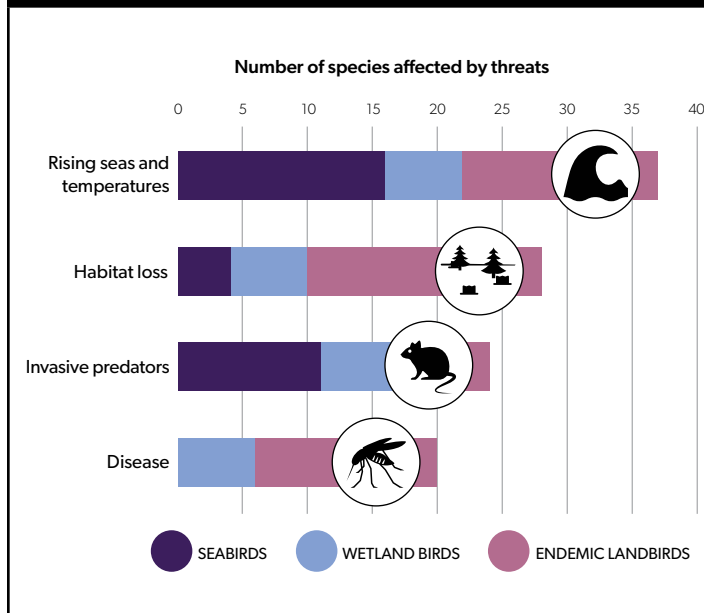 Number of species affected by threats
0 5 10 15 20 25 30 35 40
Rising seas and
temperatures
Habitat loss
Invasive predators
Disease
SEABIRDS WETLAND BIRDS ENDEMIC LANDBIRDS